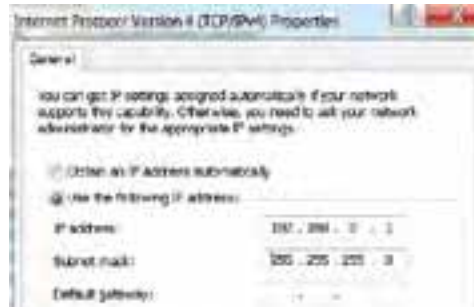 Internet Protocol Version 4 (TCP/IPv4) Properties
General
You can get IP settings assigned automatically if your network
supports this capability. Otherwise, you need to ask your network
administrator for the appropriate IP settings.
Obtain an IP address automatically
Use the following IP address:
IP address:
Subnet mask: 255 . 255 . 255 . 0
Default gateway: . . .